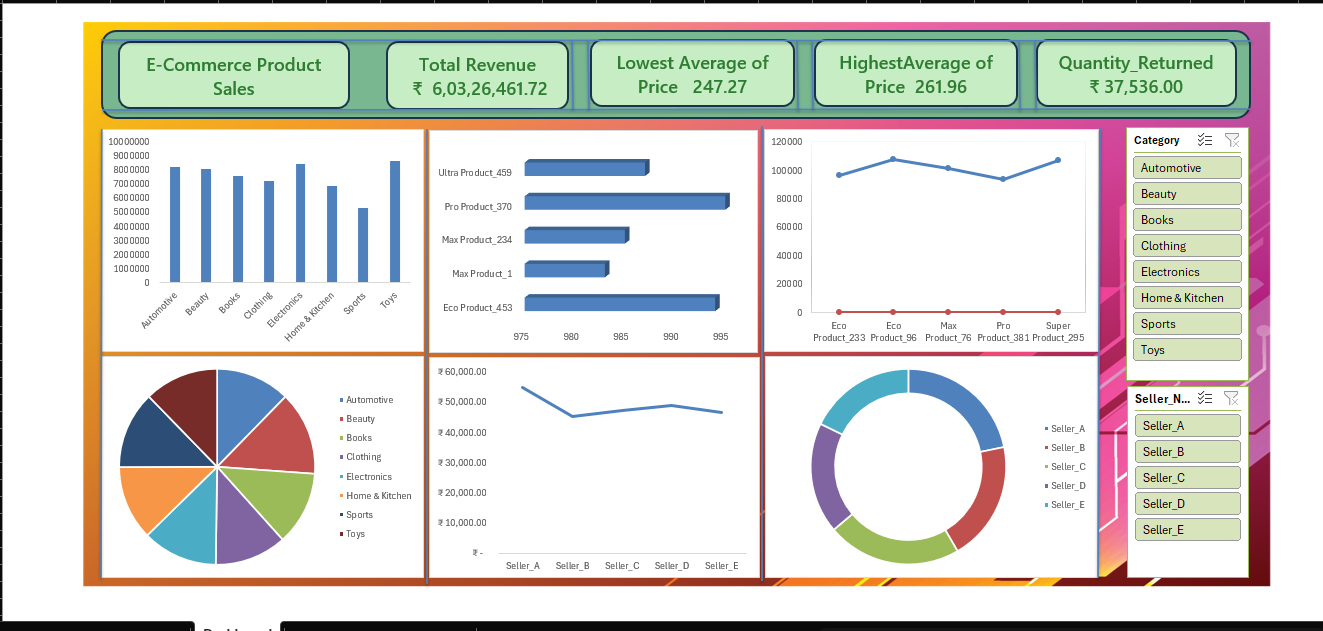 E-Commerce Product
Sales
Total Revenue
₹ 6,03,26,461.72
Lowest Average of
Price 247.27
HighestAverage of
Price 261.96
Quantity_Returned
₹ 37,536.00
10000000
9000000
8000000
7000000
6000000
5000000
4000000
3000000
2000000
1000000
0
Automotive
Beauty
Books
Clothing
Electronics
Home & Kitchen
Sports
Toys
Ultra Product_459
Pro Product_370
Max Product_234
Max Product_1
Eco Product_453
975 980 985 990 995
120000
100000
80000
60000
40000
20000
0
Eco Eco Max Pro Super
Product_233 Product_96 Product_76 Product_381 Product_295
Category
Automotive
Beauty
Books
Clothing
Electronics
Home & Kitchen
Sports
Toys
Automotive
Beauty
Books
Clothing
Electronics
Home & Kitchen
Sports
Toys
₹ 60,000.00
₹ 50,000.00
₹ 40,000.00
₹ 30,000.00
₹ 20,000.00
₹ 10,000.00
₹ -
Seller_A Seller_B Seller_C Seller_D Seller_E
Seller_A
Seller_B
Seller_C
Seller_D
Seller_E
Seller_N...
Seller_A
Seller_B
Seller_C
Seller_D
Seller_E